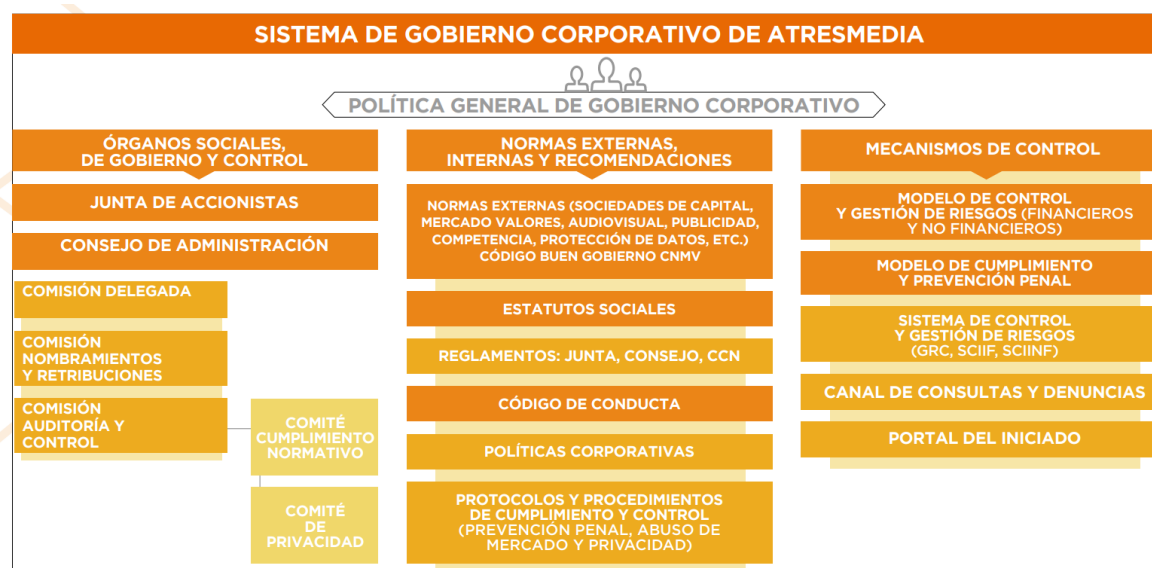 SISTEMA DE GOBIERNO CORPORATIVO DE ATRESMEDIA
POLÍTICA GENERAL DE GOBIERNO CORPORATIVO
ÓRGANOS SOCIALES,
DE GOBIERNO Y CONTROL
JUNTA DE ACCIONISTAS
CONSEJO DE ADMINISTRACIÓN
COMISIÓN DELEGADA
COMISIÓN
NOMBRAMIENTOS
Y RETRIBUCIONES
COMISIÓN
AUDITORÍA Y
CONTROL
COMITÉ
CUMPLIMIENTO
NORMATIVO
COMITÉ
DE
PRIVACIDAD
NORMAS EXTERNAS,
INTERNAS Y RECOMENDACIONES
NORMAS EXTERNAS (SOCIEDADES DE CAPITAL,
MERCADO VALORES, AUDIOVISUAL, PUBLICIDAD,
COMPETENCIA, PROTECCIÓN DE DATOS, ETC.)
CÓDIGO BUEN GOBIERNO CNMV
ESTATUTOS SOCIALES
REGLAMENTOS: JUNTA, CONSEJO, CCN
CÓDIGO DE CONDUCTA
POLÍTICAS CORPORATIVAS
PROTOCOLOS Y PROCEDIMIENTOS
DE CUMPLIMIENTO Y CONTROL
(PREVENCIÓN PENAL, ABUSO DE
MERCADO Y PRIVACIDAD)
MECANISMOS DE CONTROL
MODELO DE CONTROL
Y GESTIÓN DE RIESGOS (FINANCIEROS
Y NO FINANCIEROS)
MODELO DE CUMPLIMIENTO
Y PREVENCIÓN PENAL
SISTEMA DE CONTROL
Y GESTIÓN DE RIESGOS
(GRC, SCIIF, SCIINF)
CANAL DE CONSULTAS Y DENUNCIAS
PORTAL DEL INICIADO